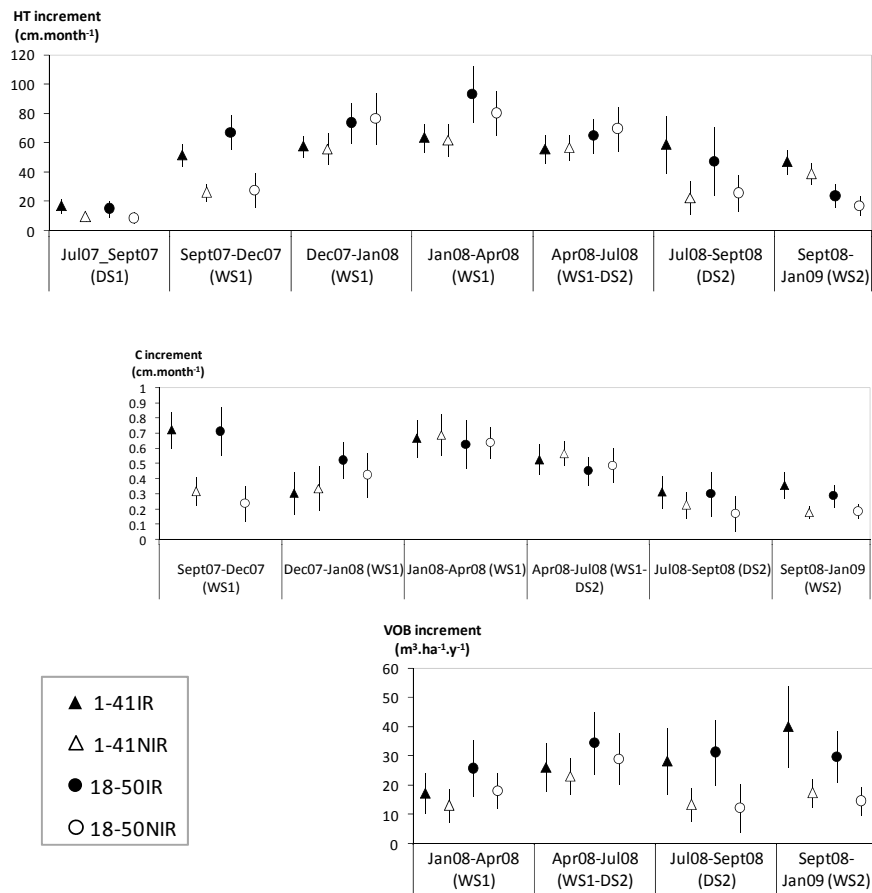 HT increment
(cm.month⁻¹)
120
100
80
60
40
20
0
Jul07_Sept07 (DS1)
Sept07-Dec07 (WS1)
Dec07-Jan08 (WS1)
Jan08-Apr08 (WS1)
Apr08-Jul08 (WS1-DS2)
Jul08-Sept08 (DS2)
Sept08-Jan09 (WS2)
C increment
(cm.month⁻¹)
1
0.9
0.8
0.7
0.6
0.5
0.4
0.3
0.2
0.1
0
Sept07-Dec07 (WS1)
Dec07-Jan08 (WS1)
Jan08-Apr08 (WS1)
Apr08-Jul08 (WS1-DS2)
Jul08-Sept08 (DS2)
Sept08-Jan09 (WS2)
VOB increment
(m³.ha⁻¹.y⁻¹)
60
50
40
30
20
10
0
Jan08-Apr08 (WS1)
Apr08-Jul08 (WS1-DS2)
Jul08-Sept08 (DS2)
Sept08-Jan09 (WS2)
1-41IR
1-41NIR
18-50IR
18-50NIR